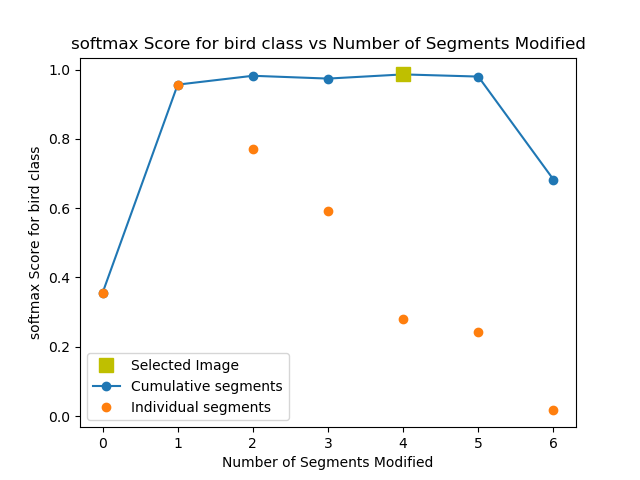 softmax Score for bird class vs Number of Segments Modified
softmax Score for bird class
1.0
0.8
0.6
0.4
0.2
0.0
Selected Image
Cumulative segments
Individual segments
0 1 2 3 4 5 6
Number of Segments Modified